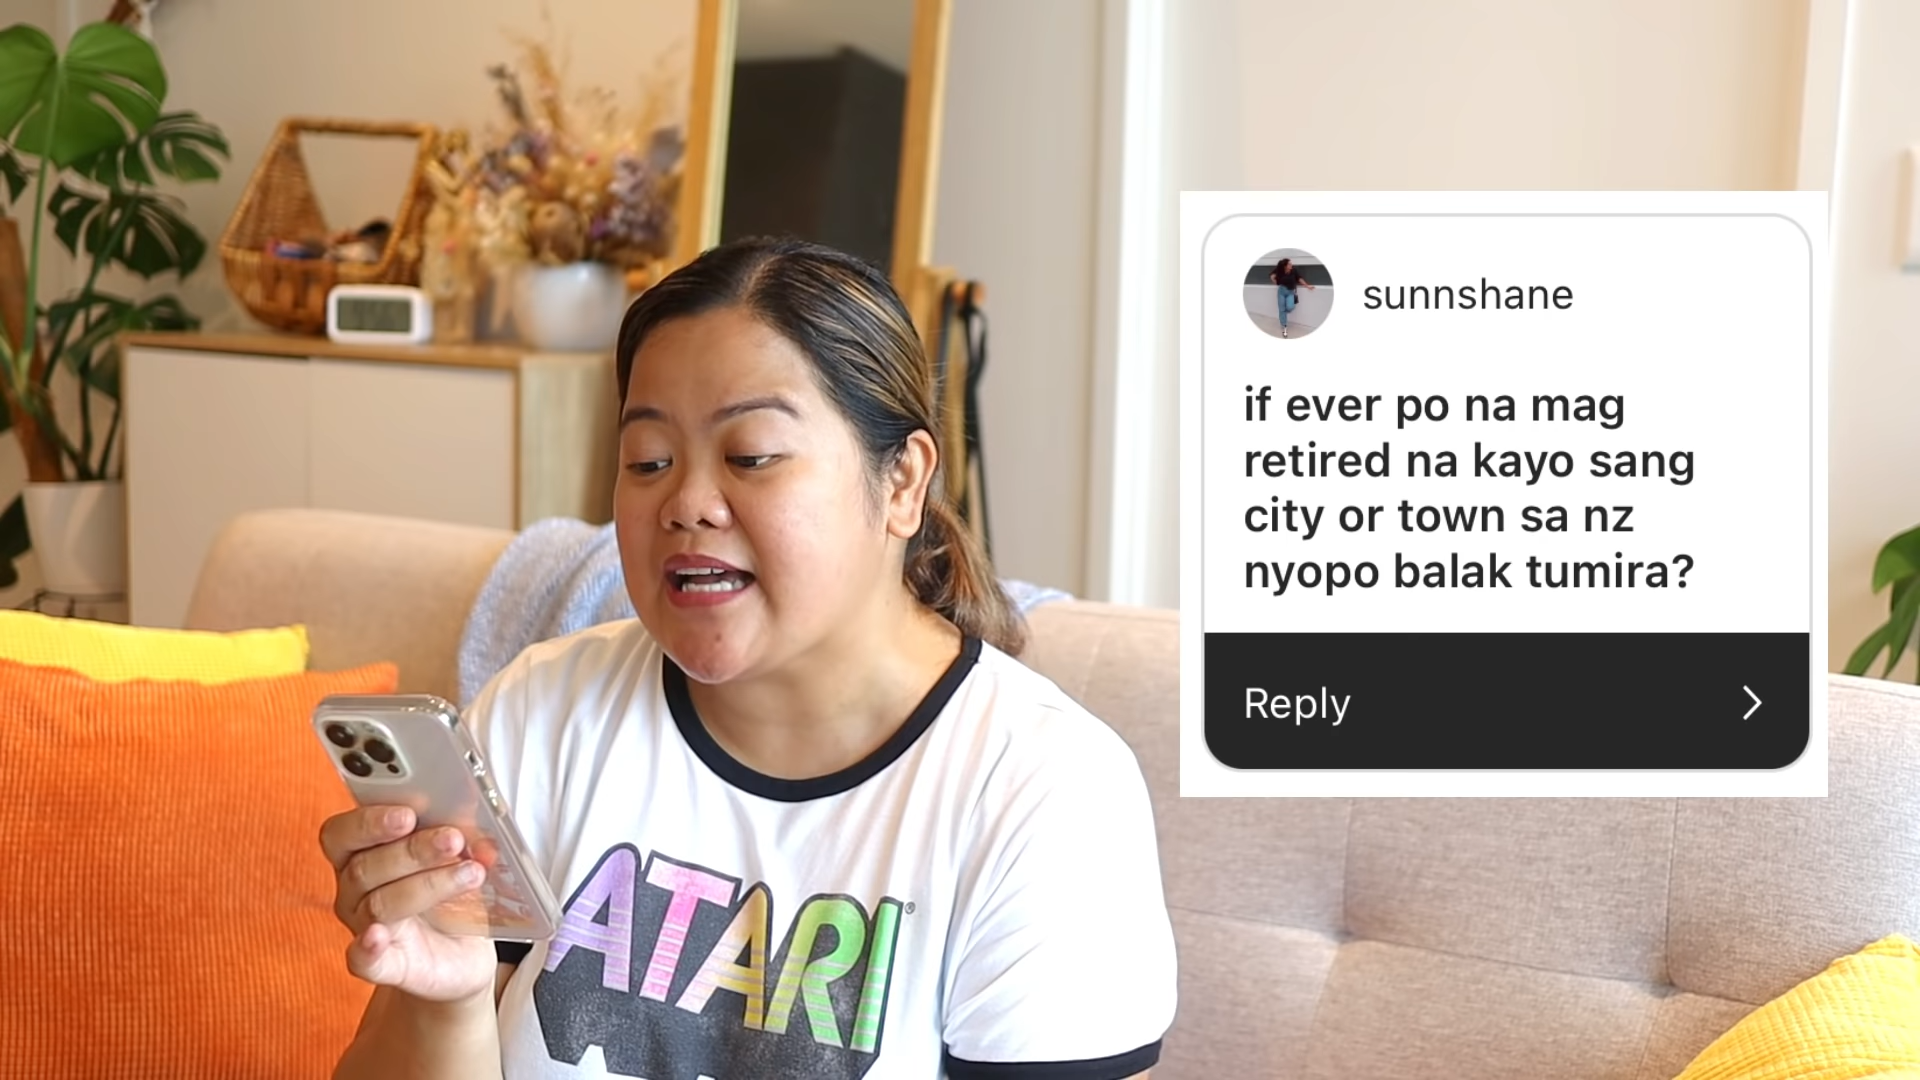 sunnshane
if ever po na mag
retired na kayo sang
city or town sa nz
nyopo balak tumira?
Reply
ATARI®